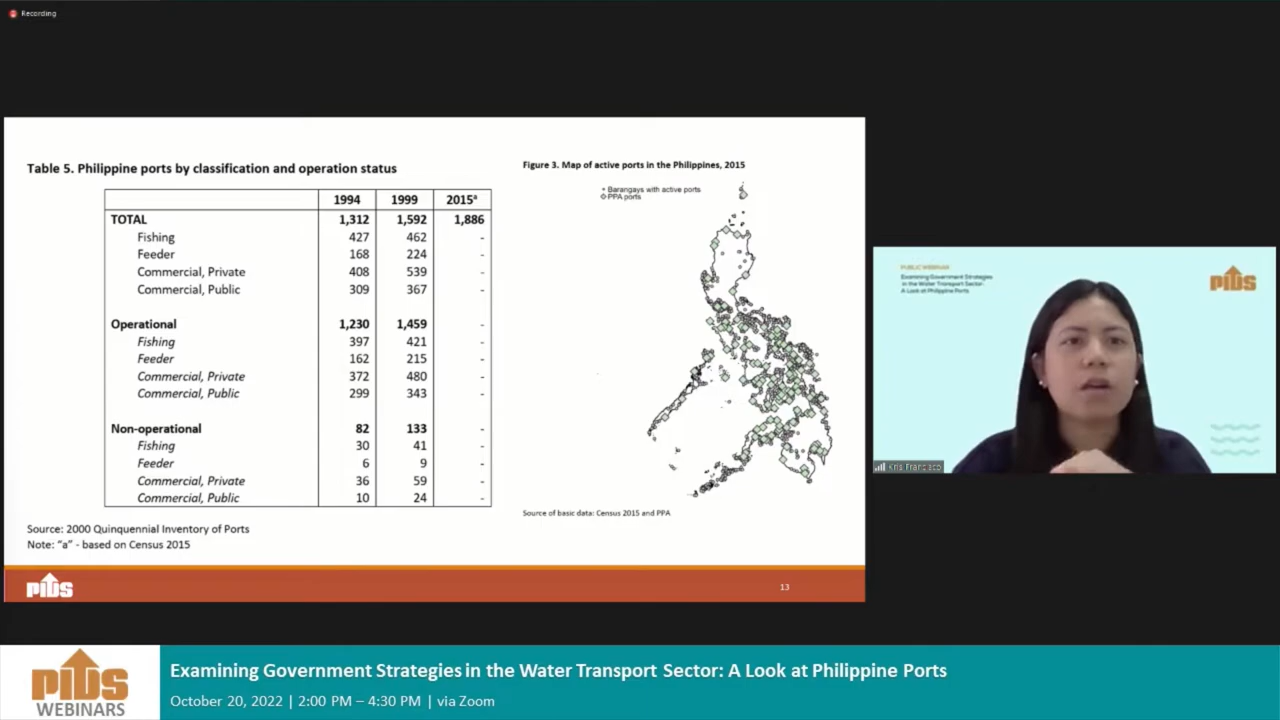 Recording
Table 5. Philippine ports by classification and operation status
1994 1999 2015ᵃ
TOTAL 1,312 1,592 1,886
Fishing 427 462 -
Feeder 168 224 -
Commercial, Private 408 539 -
Commercial, Public 309 367 -
Operational 1,230 1,459 -
Fishing 397 421 -
Feeder 162 215 -
Commercial, Private 372 480 -
Commercial, Public 299 343 -
Non-operational 82 133 -
Fishing 30 41 -
Feeder 6 9 -
Commercial, Private 36 59 -
Commercial, Public 10 24 -
Source: 2000 Quinquennial Inventory of Ports
Note: “a” - based on Census 2015
Figure 3. Map of active ports in the Philippines, 2015
Barangays with active ports
PPA ports
Source of basic data: Census 2015 and PPA
pids
13
PUBLIC WEBINAR
Examining Government Strategies
in the Water Transport Sector:
A Look at Philippine Ports
pids
Kris Francisco
pids
WEBINARS
Examining Government Strategies in the Water Transport Sector: A Look at Philippine Ports
October 20, 2022 | 2:00 PM – 4:30 PM | via Zoom